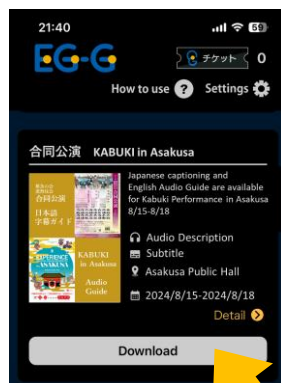 21:40
59
EG-G
チケット 0
How to use ? Settings
合同公演 KABUKI in Asakusa
Japanese captioning and
English Audio Guide are available
for Kabuki Performance in Asakusa
8/15-8/18
合同公演
日本語
字幕ガイド
EXPERIENCE
ASAKUSA
KABUKI
in Asakusa
Audio
Guide
Audio Description
Subtitle
Asakusa Public Hall
2024/8/15-2024/8/18
Detail
Download